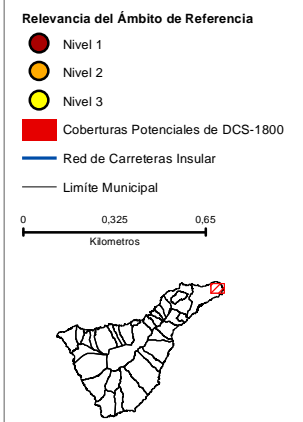 Relevancia del Ámbito de Referencia
Nivel 1
Nivel 2
Nivel 3
Coberturas Potenciales de DCS-1800
Red de Carreteras Insular
Limíte Municipal
0 0,325 0,65
Kilometros